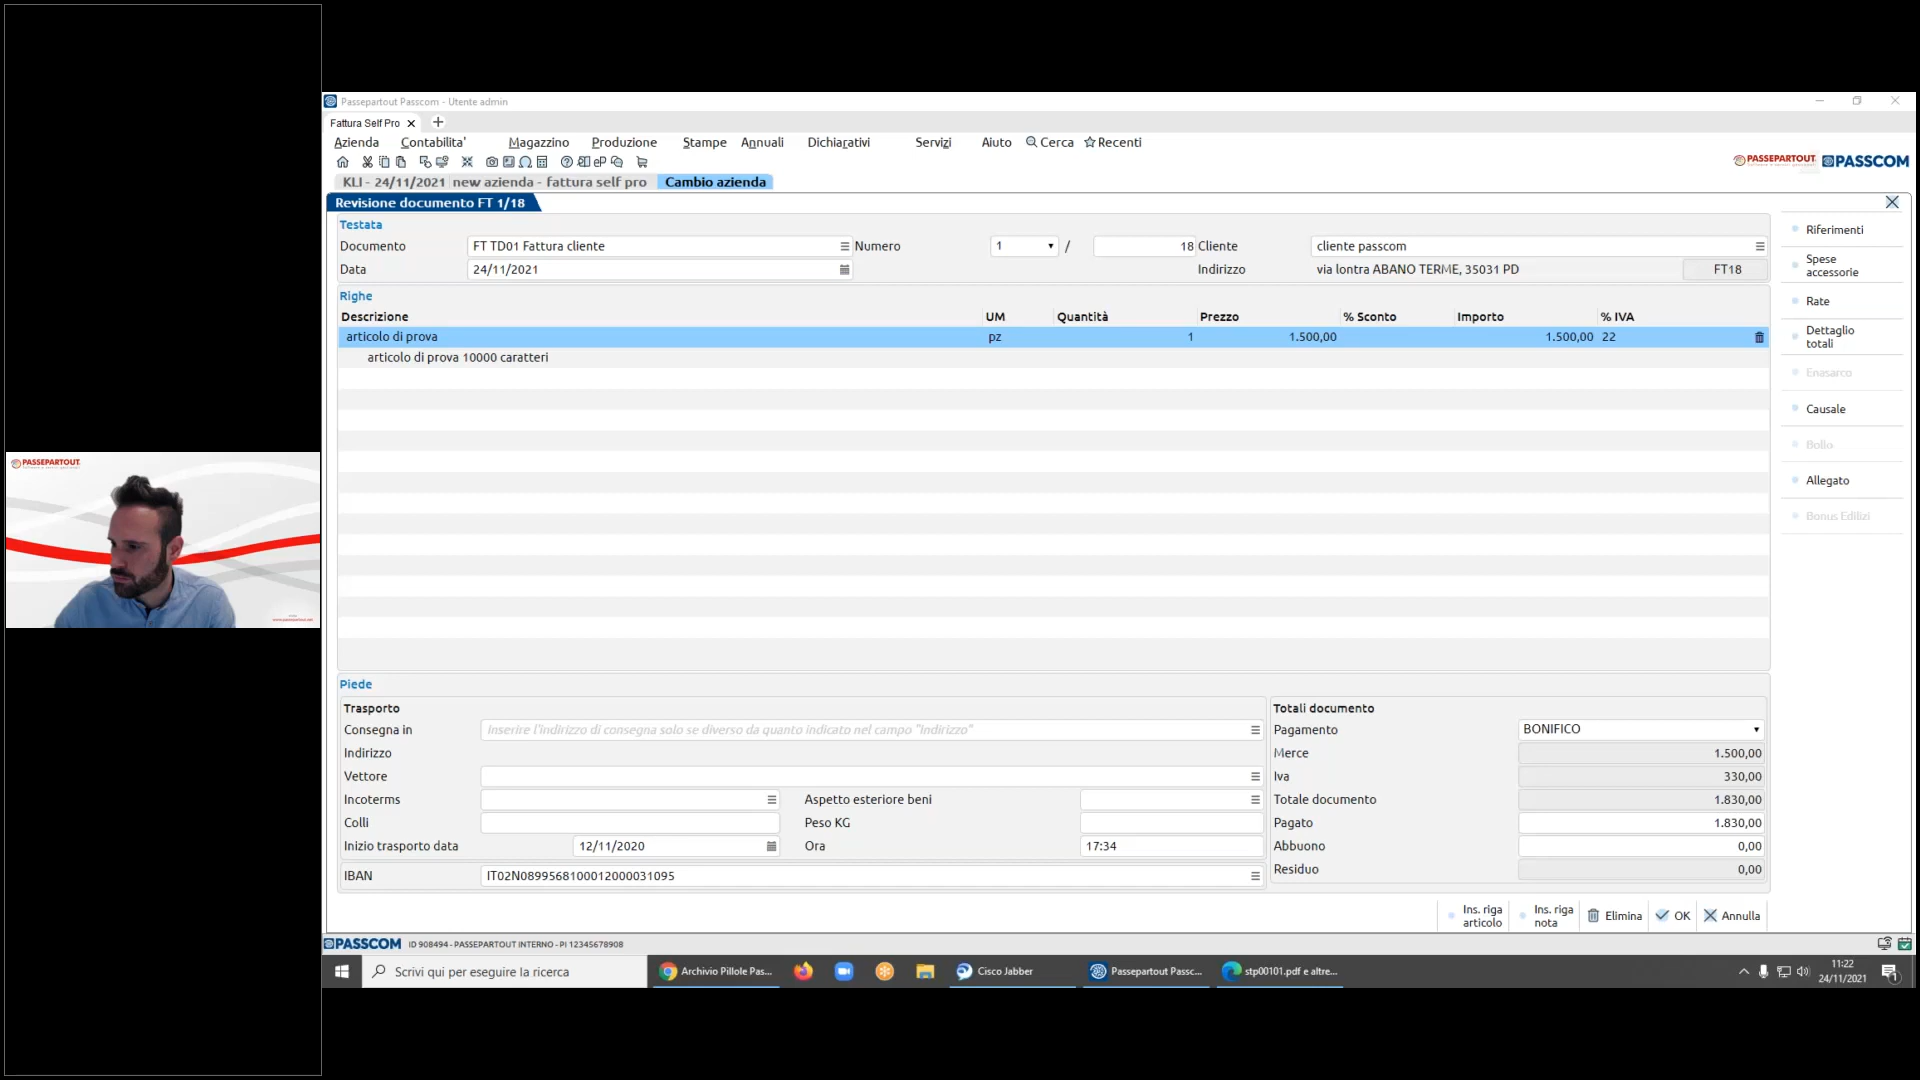 PASSEPARTOUT
www.passepartout.net
Passepartout Passcom - Utente admin
Fattura Self Pro
Azienda Contabilita' Magazzino Produzione Stampe Annuali Dichiarativi Servizi Aiuto Cerca Recenti
PASSEPARTOUT PASSCOM
KLI - 24/11/2021 new azienda - fattura self pro Cambio azienda
Revisione documento FT 1/18
Testata
Documento FT TD01 Fattura cliente Numero 1 / 18 Cliente cliente passcom
Data 24/11/2021 Indirizzo via lontra ABANO TERME, 35031 PD FT18
Righe
Descrizione UM Quantità Prezzo % Sconto Importo % IVA
articolo di prova pz 1 1.500,00 1.500,00 22
articolo di prova 10000 caratteri
Riferimenti
Spese
accessorie
Rate
Dettaglio
totali
Enasarco
Causale
Bollo
Allegato
Bonus Edilizi
Piede
Trasporto
Consegna in Inserire l'indirizzo di consegna solo se diverso da quanto indicato nel campo "Indirizzo"
Indirizzo
Vettore
Incoterms Aspetto esteriore beni
Colli Peso KG
Inizio trasporto data 12/11/2020 Ora 17:34
IBAN IT02N0899568100012000031095
Totali documento
Pagamento BONIFICO
Merce 1.500,00
Iva 330,00
Totale documento 1.830,00
Pagato 1.830,00
Abbuono 0,00
Residuo 0,00
Ins. riga
articolo
Ins. riga
nota
Elimina
OK
Annulla
PASSCOM ID 908494 - PASSEPARTOUT INTERNO - PI 12345678908
Scrivi qui per eseguire la ricerca
Archivio Pillole Pas...
Cisco Jabber
Passepartout Passc...
stp00101.pdf e altre...
11:22
24/11/2021
1